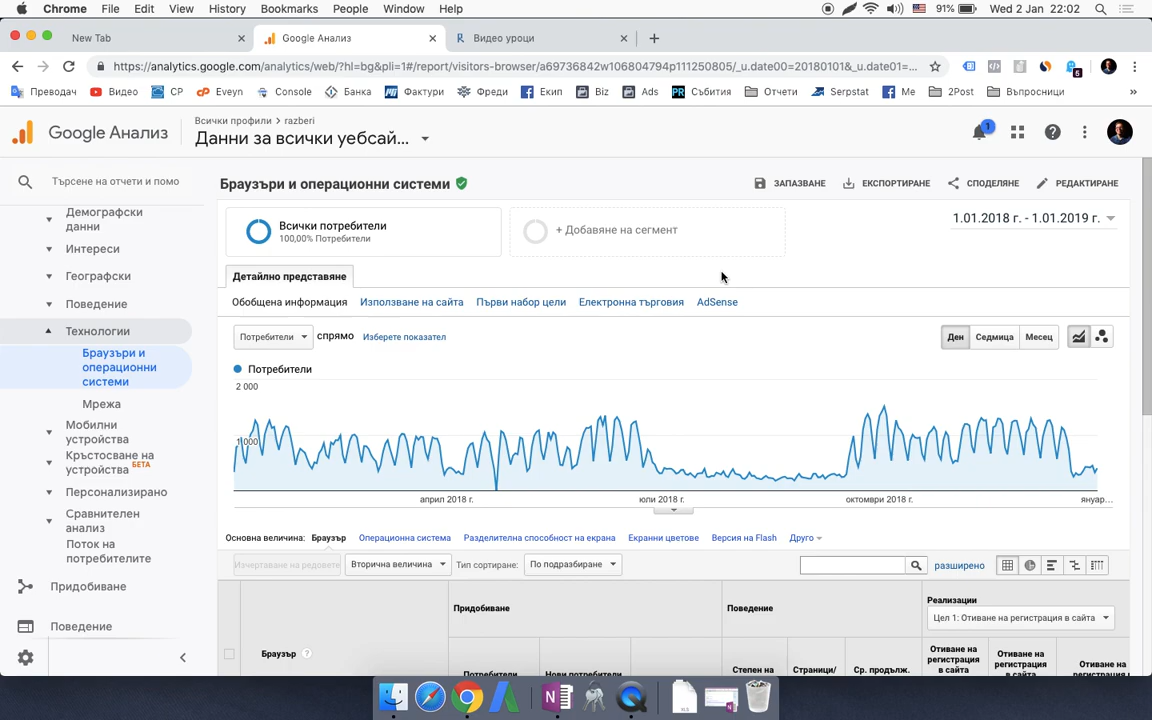 Chrome File Edit View History Bookmarks People Window Help 91% Wed 2 Jan 22:02
New Tab Google Анализ Видео уроци
https://analytics.google.com/analytics/web/?hl=bg&pli=1#/report/visitors-browser/a69736842w106804794p111250805/_u.date00=20180101&_u.date01=...
Преводач Видео CP Eveyn Console Банка Фактури Фреди Екип Biz Ads Събития Отчети Serpstat Me 2Post Въпросници »
Google Анализ
Всички профили > razberi
Данни за всички уебсай...
1
Търсене на отчети и помо
Браузъри и операционни системи
ЗАПАЗВАНЕ ЕКСПОРТИРАНЕ СПОДЕЛЯНЕ РЕДАКТИРАНЕ
Демографски
данни
Интереси
Географски
Поведение
Технологии
Браузъри и
операционни
системи
Мрежа
Мобилни
устройства
Кръстосване на
устройства БЕТА
Персонализирано
Сравнителен
анализ
Поток на
потребителите
Придобиване
Поведение
Всички потребители
100,00% Потребители
+ Добавяне на сегмент
1.01.2018 г. - 1.01.2019 г.
Детайлно представяне
Обобщена информация Използване на сайта Първи набор цели Електронна търговия AdSense
Потребители спрямо Изберете показател
Ден Седмица Месец
Потребители
2 000
1 000
април 2018 г. юли 2018 г. октомври 2018 г. януар...
Основна величина: Браузър Операционна система Разделителна способност на екрана Екранни цветове Версия на Flash Друго
Изчертаване на редовете Вторична величина Тип сортиране: По подразбиране
разширено
Придобиване Поведение
Реализации
Цел 1: Отиване на регистрация в сайта
Браузър
Потребители Нови потребители
Степен на Страници/ Ср. продълж.
Отиване на
регистрация
в сайта
Отиване на
регистрация
в сайта
Отиване на